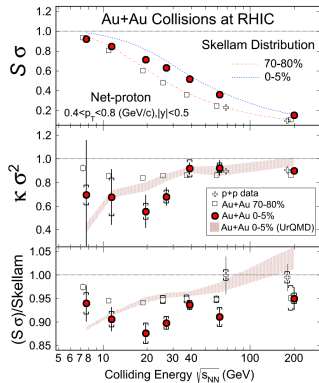 Au+Au Collisions at RHIC
Skellam Distribution
70-80%
0-5%
Net-proton
0.4<pT<0.8 (GeV/c),|y|<0.5
S σ
1.0
0.8
0.6
0.4
0.2
0.0
κ σ²
1.2
1.0
0.8
0.6
0.4
0.2
p+p data
Au+Au 70-80%
Au+Au 0-5%
Au+Au 0-5% (UrQMD)
(S σ)/Skellam
1.05
1.00
0.95
0.90
0.85
5 6 7 8 10 20 30 40 100 200
Colliding Energy √sNN (GeV)